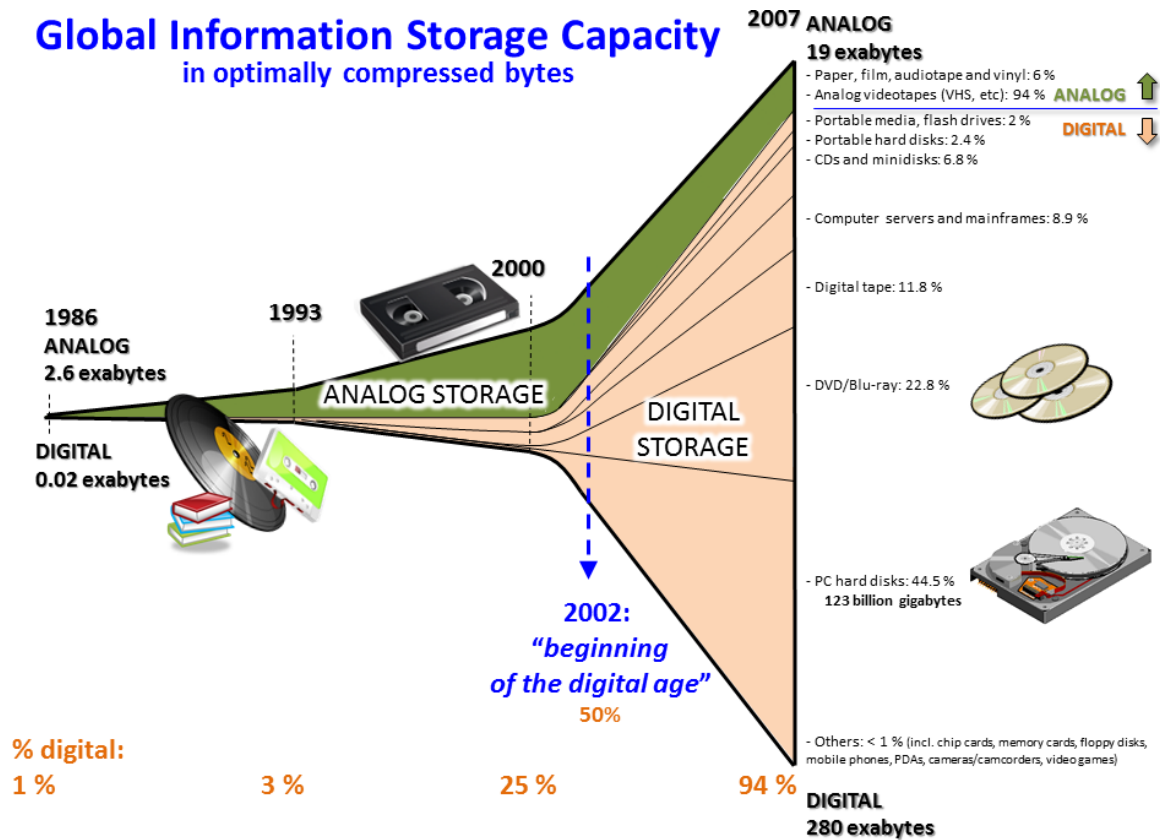 Global Information Storage Capacity
in optimally compressed bytes
2007 ANALOG
19 exabytes
- Paper, film, audiotape and vinyl: 6 %
- Analog videotapes (VHS, etc): 94 %
ANALOG
- Portable media, flash drives: 2 %
DIGITAL
- Portable hard disks: 2.4 %
- CDs and minidisks: 6.8 %
- Computer servers and mainframes: 8.9 %
- Digital tape: 11.8 %
- DVD/Blu-ray: 22.8 %
- PC hard disks: 44.5 %
123 billion gigabytes
- Others: < 1 % (incl. chip cards, memory cards, floppy disks,
mobile phones, PDAs, cameras/camcorders, video games)
DIGITAL
280 exabytes
1986
ANALOG
2.6 exabytes
DIGITAL
0.02 exabytes
1993
2000
ANALOG STORAGE
DIGITAL
STORAGE
2002:
“beginning
of the digital age”
50%
% digital:
1 %
3 %
25 %
94 %